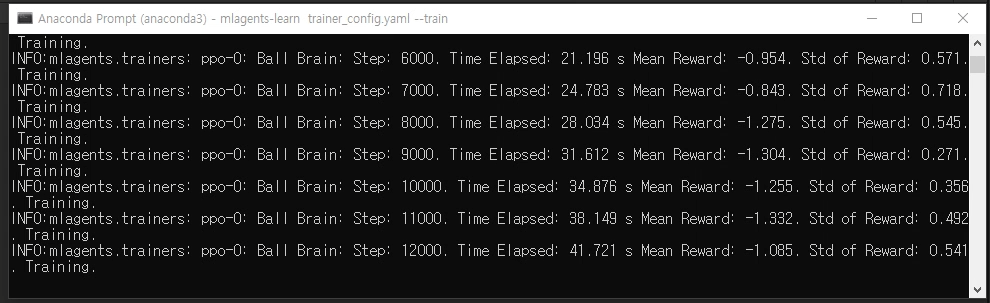 Anaconda Prompt (anaconda3) - mlagents-learn  trainer_config.yaml --train
Training.
INFO:mlagents.trainers: ppo-0: Ball Brain: Step: 6000. Time Elapsed: 21.196 s Mean Reward: -0.954. Std of Reward: 0.571.
Training.
INFO:mlagents.trainers: ppo-0: Ball Brain: Step: 7000. Time Elapsed: 24.783 s Mean Reward: -0.843. Std of Reward: 0.718.
Training.
INFO:mlagents.trainers: ppo-0: Ball Brain: Step: 8000. Time Elapsed: 28.034 s Mean Reward: -1.275. Std of Reward: 0.545.
Training.
INFO:mlagents.trainers: ppo-0: Ball Brain: Step: 9000. Time Elapsed: 31.612 s Mean Reward: -1.304. Std of Reward: 0.271.
Training.
INFO:mlagents.trainers: ppo-0: Ball Brain: Step: 10000. Time Elapsed: 34.876 s Mean Reward: -1.255. Std of Reward: 0.356
. Training.
INFO:mlagents.trainers: ppo-0: Ball Brain: Step: 11000. Time Elapsed: 38.149 s Mean Reward: -1.332. Std of Reward: 0.492
. Training.
INFO:mlagents.trainers: ppo-0: Ball Brain: Step: 12000. Time Elapsed: 41.721 s Mean Reward: -1.085. Std of Reward: 0.541
. Training.